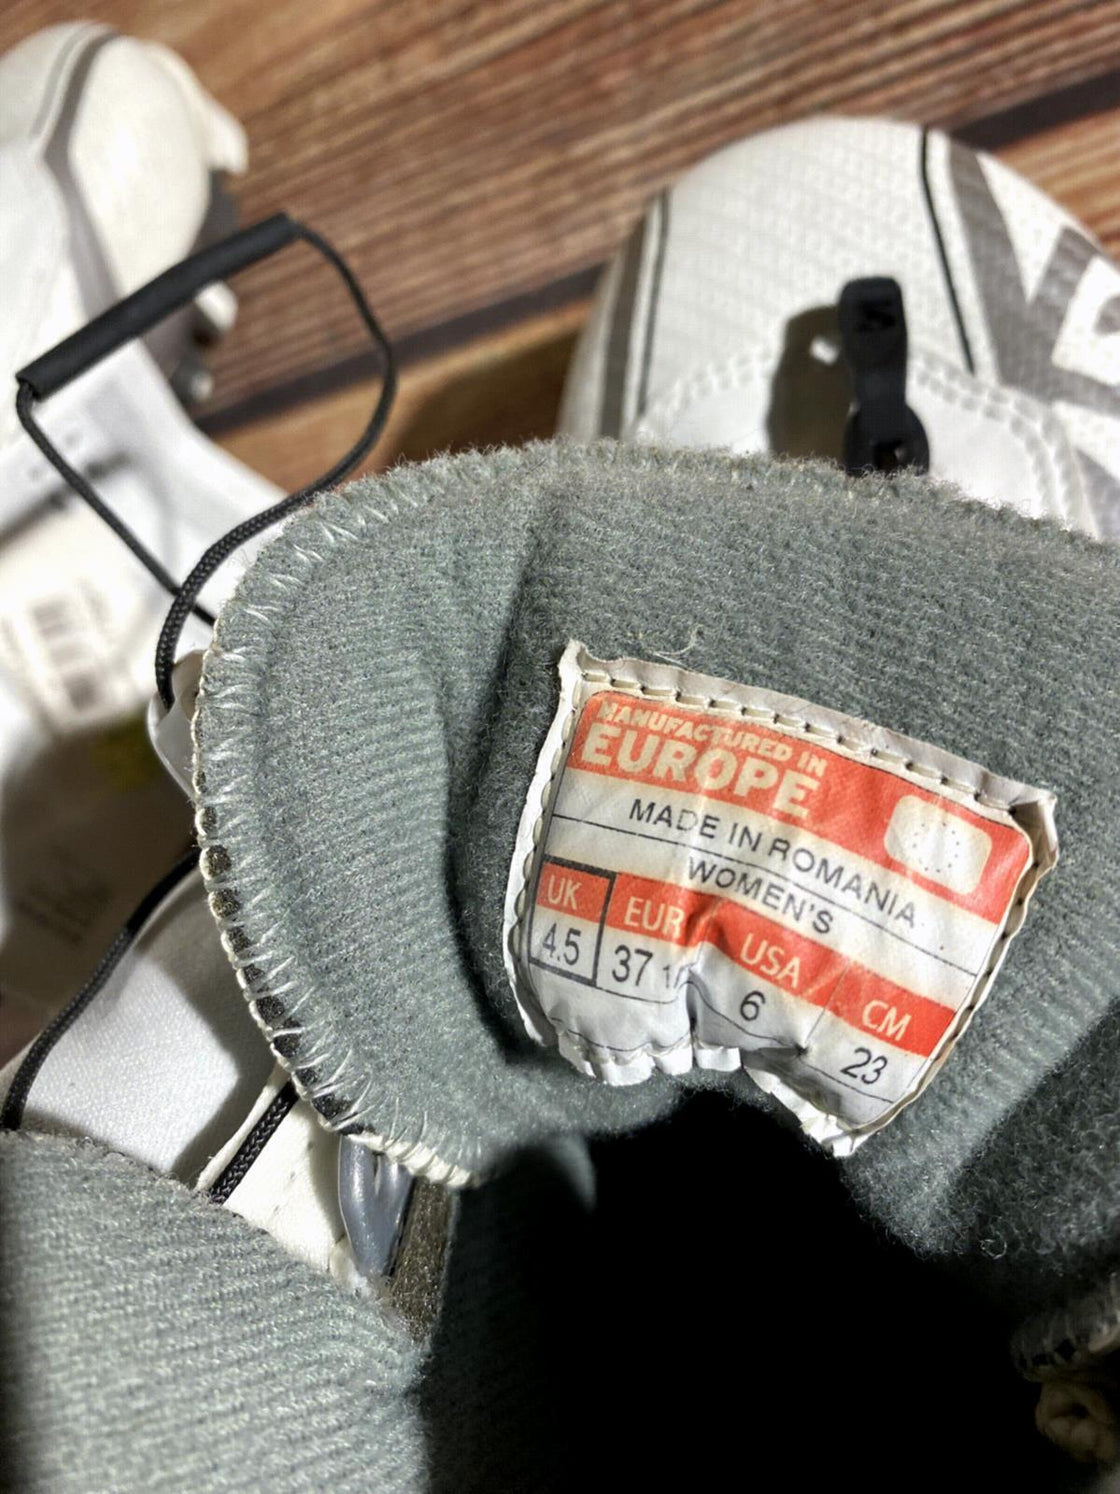 MANUFACTURED IN
EUROPE
MADE IN ROMANIA
WOMEN'S
UK EUR USA CM
4.5 37 6 23